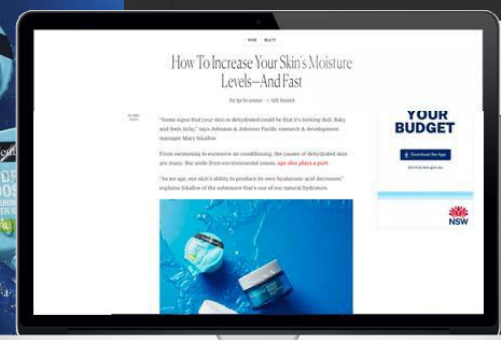 How To Increase Your Skin's Moisture
Levels—And Fast
"Some signs that your skin is dehydrated could be that it's looking dull, flaky
and feels itchy," says Johnson & Johnson Pacific research & development
manager Mary Sikallos.
From swimming to excessive air conditioning, the causes of dehydrated skin
are many. But aside from environmental issues, age also plays a part.
"As we age, our skin's ability to produce its own hyaluronic acid decreases,"
explains Sikallos of the substance that's one of our natural hydrators.
YOUR
BUDGET
Download the App
NSW